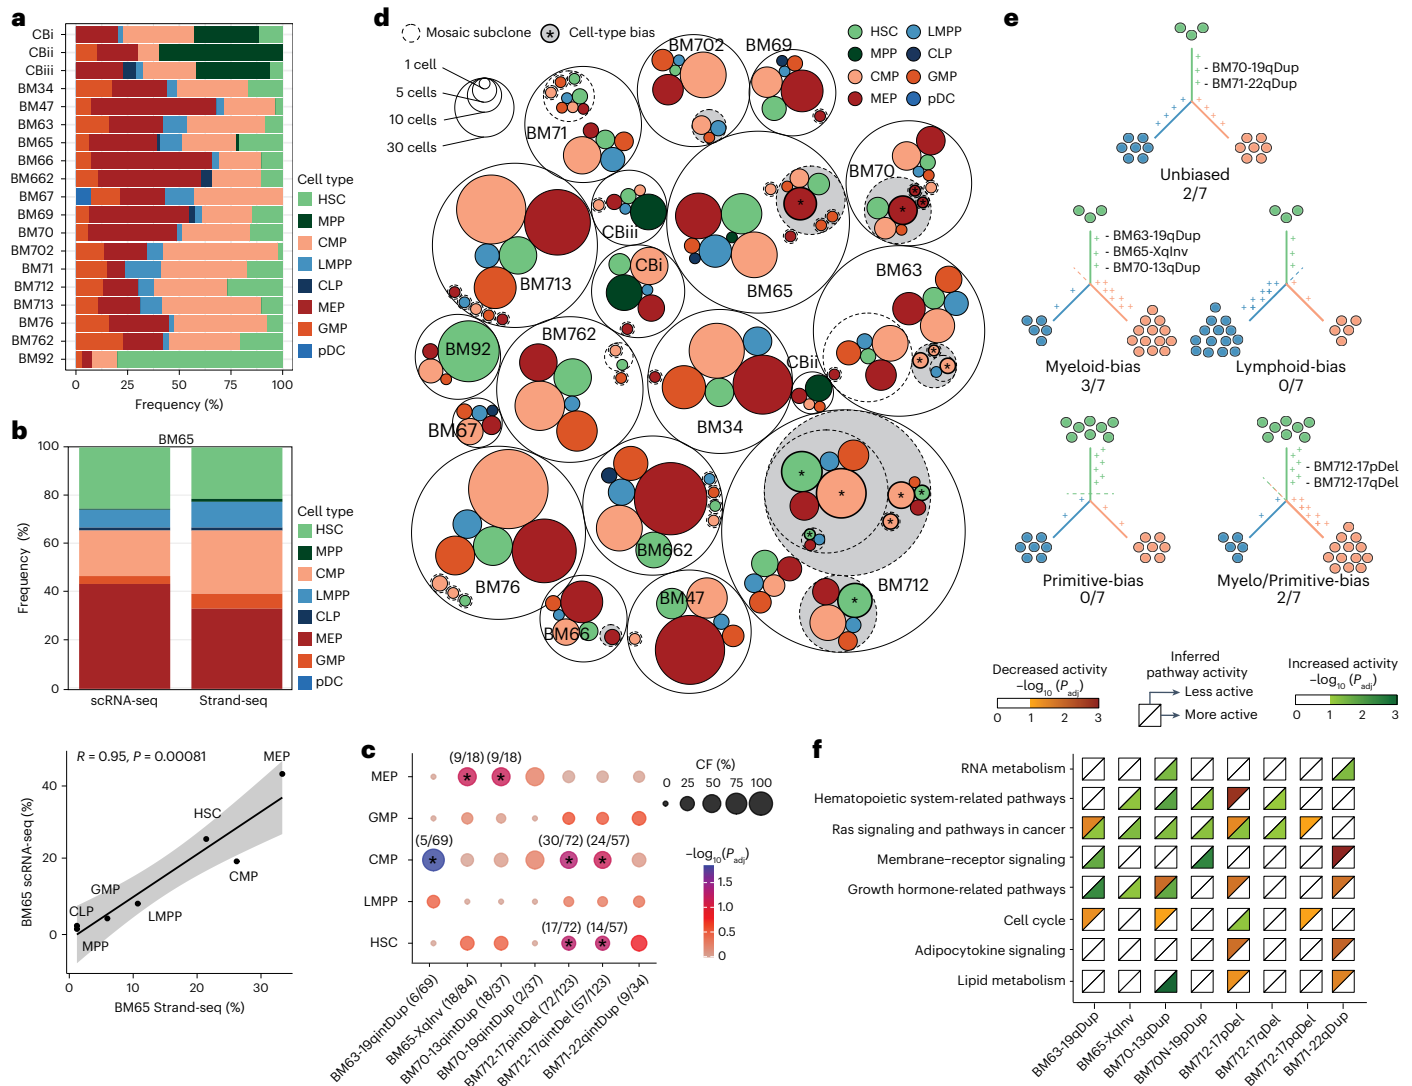 a
CBi
CBii
CBiii
BM34
BM47
BM63
BM65
BM66
BM662
BM67
BM69
BM70
BM702
BM71
BM712
BM713
BM76
BM762
BM92
0 25 50 75 100
Frequency (%)
Cell type
HSC
MPP
CMP
LMPP
CLP
MEP
GMP
pDC
b
BM65
100
80
60
40
20
0
Frequency (%)
scRNA-seq Strand-seq
Cell type
HSC
MPP
CMP
LMPP
CLP
MEP
GMP
pDC
R = 0.95, P = 0.00081
MEP
HSC
CMP
GMP
LMPP
CLP
MPP
40
20
0
BM65 scRNA-seq (%)
0 10 20 30
BM65 Strand-seq (%)
c
MEP
GMP
CMP
LMPP
HSC
(9/18) (9/18)
(5/69) (30/72) (24/57)
(17/72) (14/57)
* * * * * * *
BM63-19qintDup (6/69)
BM65-XqInv (18/84)
BM70-13qintDup (18/37)
BM70-19qintDup (2/37)
BM712-17pintDel (72/123)
BM712-17qintDel (57/123)
BM71-22qintDup (9/34)
CF (%)
0 25 50 75 100
–log10(Padj)
1.5
1.0
0.5
0
d
Mosaic subclone * Cell-type bias
1 cell
5 cells
10 cells
30 cells
HSC LMPP
MPP CLP
CMP GMP
MEP pDC
BM702
BM69
BM71
BM70
CBiii
BM713
CBi
BM65
BM63
BM92
BM762
CBii
BM34
BM67
BM662
BM76
BM712
BM66
BM47
e
- BM70-19qDup
- BM71-22qDup
Unbiased
2/7
- BM63-19qDup
- BM65-XqInv
- BM70-13qDup
Myeloid-bias
3/7
Lymphoid-bias
0/7
Primitive-bias
0/7
- BM712-17pDel
- BM712-17qDel
Myelo/Primitive-bias
2/7
Decreased activity
–log10 (Padj)
0 1 2 3
Inferred
pathway activity
Less active
More active
Increased activity
–log10 (Padj)
0 1 2 3
f
RNA metabolism
Hematopoietic system-related pathways
Ras signaling and pathways in cancer
Membrane–receptor signaling
Growth hormone-related pathways
Cell cycle
Adipocytokine signaling
Lipid metabolism
BM63-19qDup
BM65-XqInv
BM70-13qDup
BM70N-19pDup
BM712-17pDel
BM712-17qDel
BM712-17pqDel
BM71-22qDup